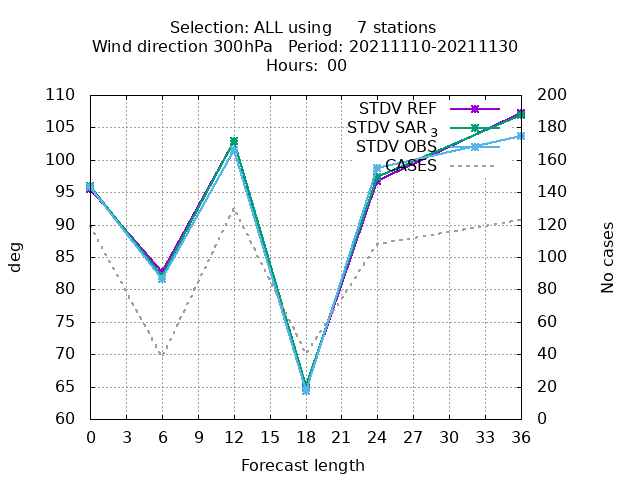 Selection: ALL using     7 stations
Wind direction 300hPa   Period: 20211110-20211130
Hours: 00
110
105
100
95
90
85
80
75
70
65
60
deg
200
180
160
140
120
100
80
60
40
20
0
No cases
STDV REF
STDV SAR3
STDV OBS
CASES
0 3 6 9 12 15 18 21 24 27 30 33 36
Forecast length